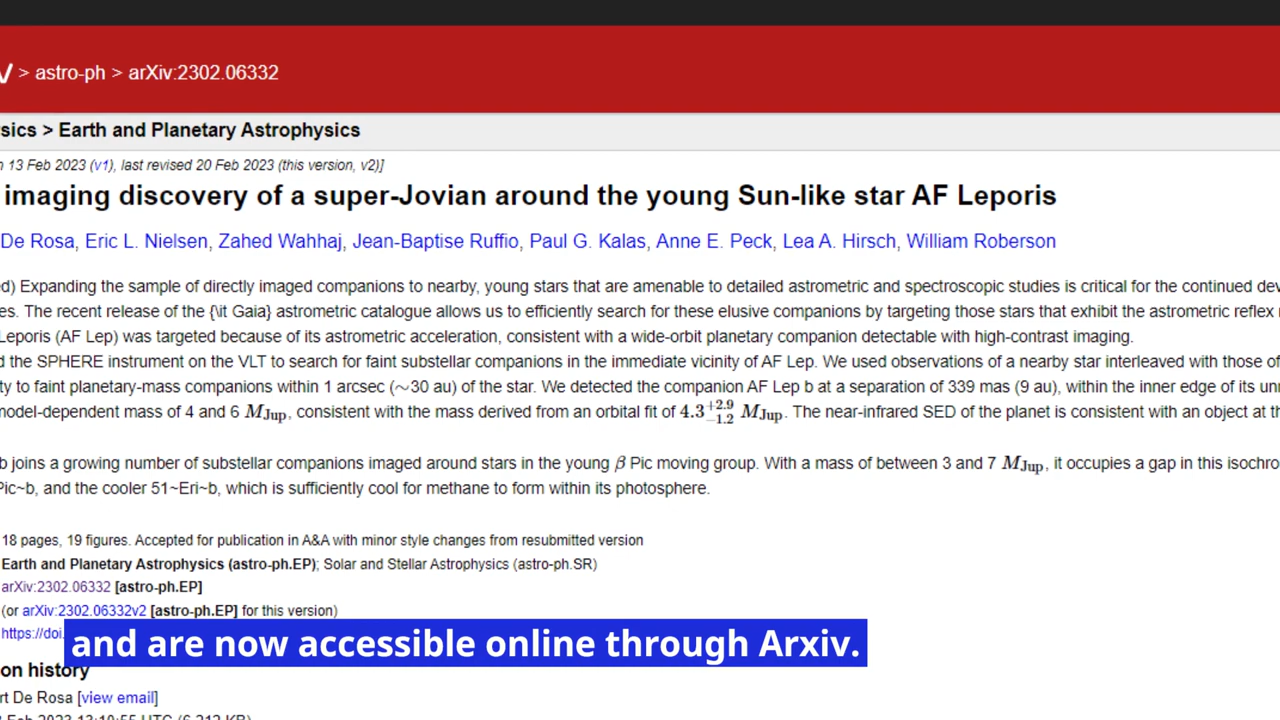 > astro-ph > arXiv:2302.06332
sics > Earth and Planetary Astrophysics
13 Feb 2023 (v1), last revised 20 Feb 2023 (this version, v2)]
imaging discovery of a super-Jovian around the young Sun-like star AF Leporis
De Rosa, Eric L. Nielsen, Zahed Wahhaj, Jean-Baptise Ruffio, Paul G. Kalas, Anne E. Peck, Lea A. Hirsch, William Roberson
ed) Expanding the sample of directly imaged companions to nearby, young stars that are amenable to detailed astrometric and spectroscopic studies is critical for the continued dev
es. The recent release of the {\it Gaia} astrometric catalogue allows us to efficiently search for these elusive companions by targeting those stars that exhibit the astrometric reflex
Leporis (AF Lep) was targeted because of its astrometric acceleration, consistent with a wide-orbit planetary companion detectable with high-contrast imaging.
d the SPHERE instrument on the VLT to search for faint substellar companions in the immediate vicinity of AF Lep. We used observations of a nearby star interleaved with those of
ty to faint planetary-mass companions within 1 arcsec (∼30 au) of the star. We detected the companion AF Lep b at a separation of 339 mas (9 au), within the inner edge of its un
model-dependent mass of 4 and 6 M_Jup, consistent with the mass derived from an orbital fit of 4.3^{+2.9}_{−1.2} M_Jup. The near-infrared SED of the planet is consistent with an object at th
b joins a growing number of substellar companions imaged around stars in the young β Pic moving group. With a mass of between 3 and 7 M_Jup, it occupies a gap in this isochro
Pic~b, and the cooler 51~Eri~b, which is sufficiently cool for methane to form within its photosphere.
18 pages, 19 figures. Accepted for publication in A&A with minor style changes from resubmitted version
Earth and Planetary Astrophysics (astro-ph.EP); Solar and Stellar Astrophysics (astro-ph.SR)
arXiv:2302.06332 [astro-ph.EP]
(or arXiv:2302.06332v2 [astro-ph.EP] for this version)
https://doi.
and are now accessible online through Arxiv.
on history
rt De Rosa [view email]